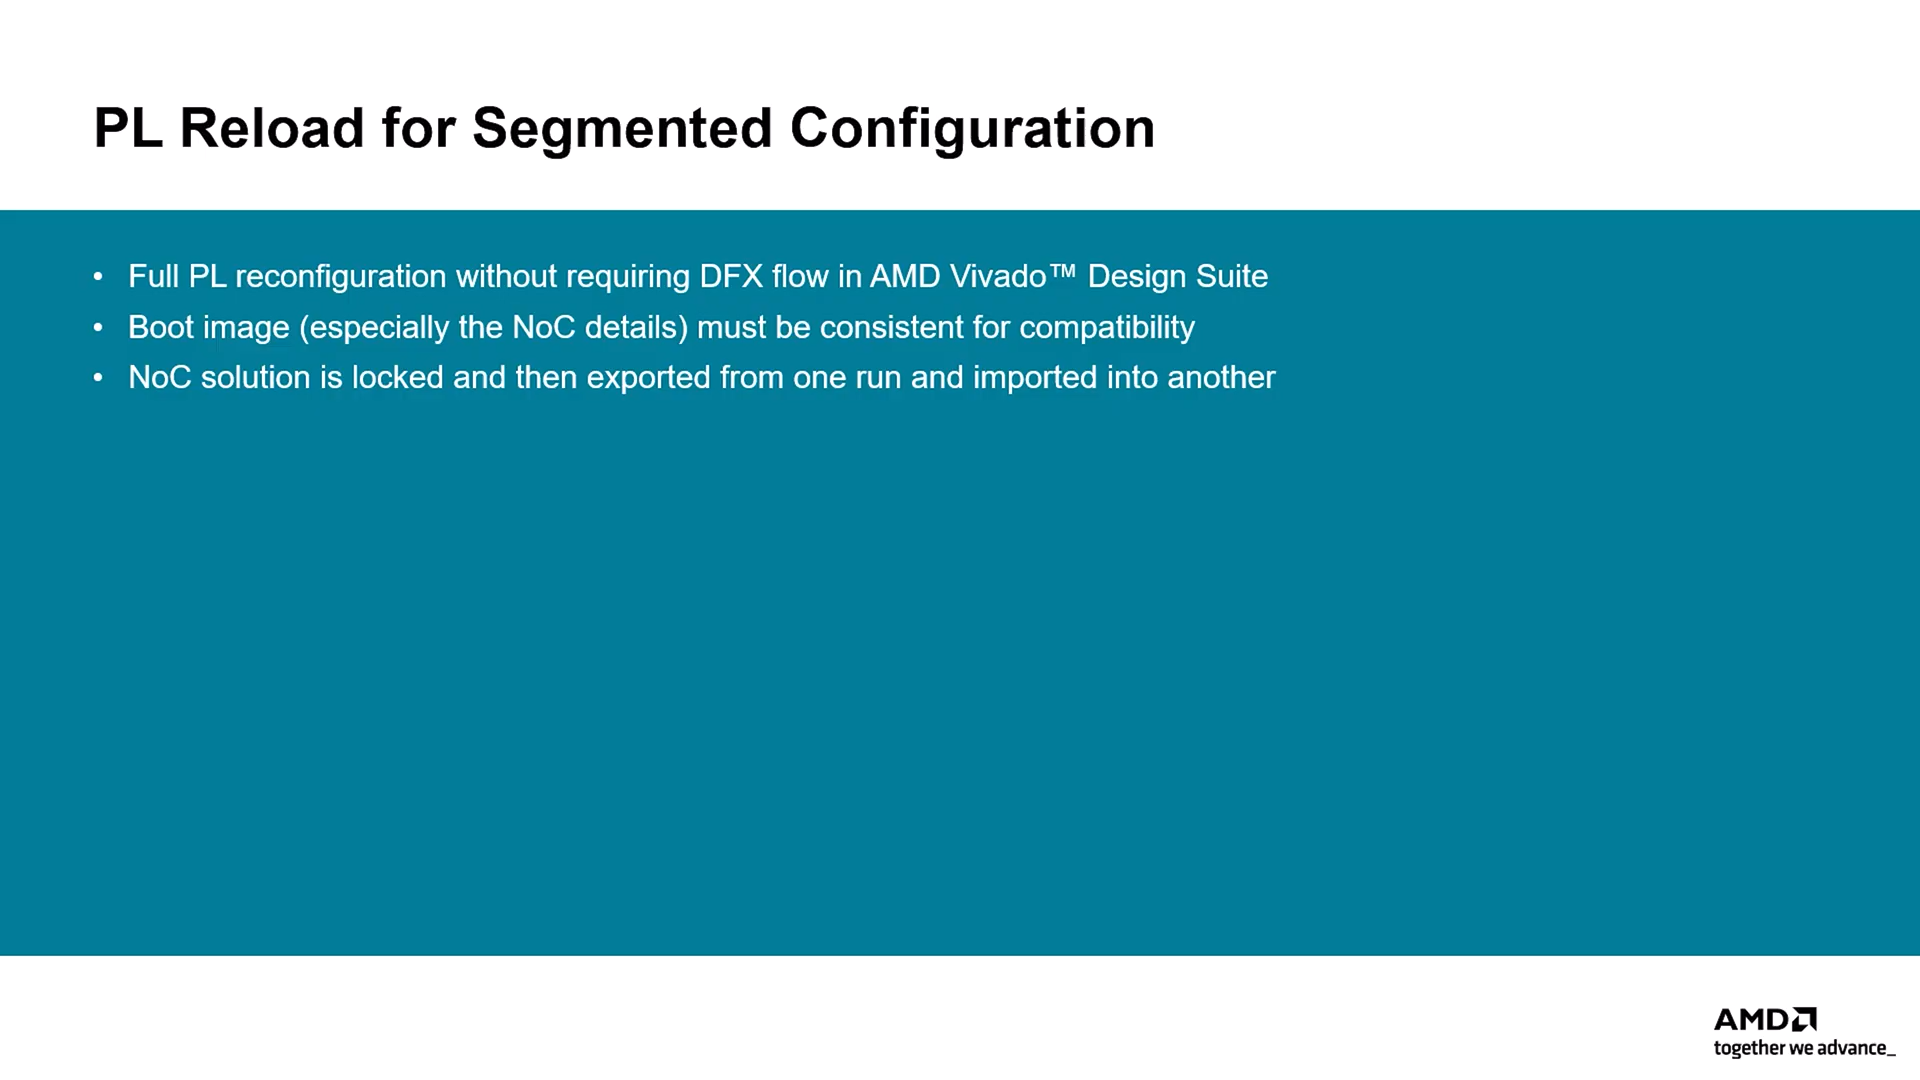 PL Reload for Segmented Configuration
• Full PL reconfiguration without requiring DFX flow in AMD Vivado™ Design Suite
• Boot image (especially the NoC details) must be consistent for compatibility
• NoC solution is locked and then exported from one run and imported into another
AMD
together we advance_